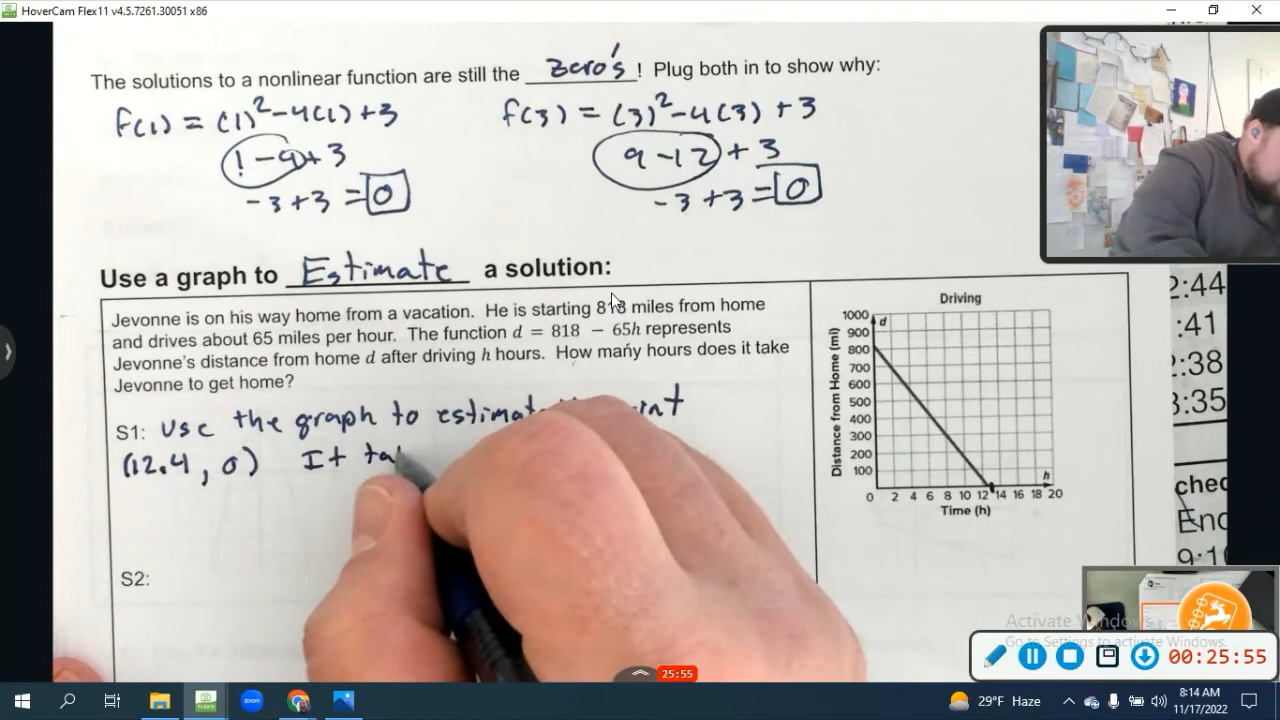 HoverCam Flex11 v4.5.7261.30051 x86
The solutions to a nonlinear function are still the zero's ! Plug both in to show why:
f(1) = (1)²-4(1)+3
f(3) = (3)²-4(3)+3
1-4+3
9-12+3
-3+3=0
-3+3=0
Use a graph to Estimate a solution:
Jevonne is on his way home from a vacation. He is starting 818 miles from home
and drives about 65 miles per hour. The function d = 818 − 65h represents
Jevonne's distance from home d after driving h hours. How many hours does it take
Jevonne to get home?
S1: Use the graph to
(12.4, 0) It
S2:
Driving
Distance from Home (mi)
1000
900
800
700
600
500
400
300
200
100
d
h
0 2 4 6 8 10 12 14 16 18 20
Time (h)
2:44
:41
2:38
3:35
Activate Windows
Go to Settings to activate Windows.
00:25:55
25:55
zoom
29°F Haze
8:14 AM
11/17/2022